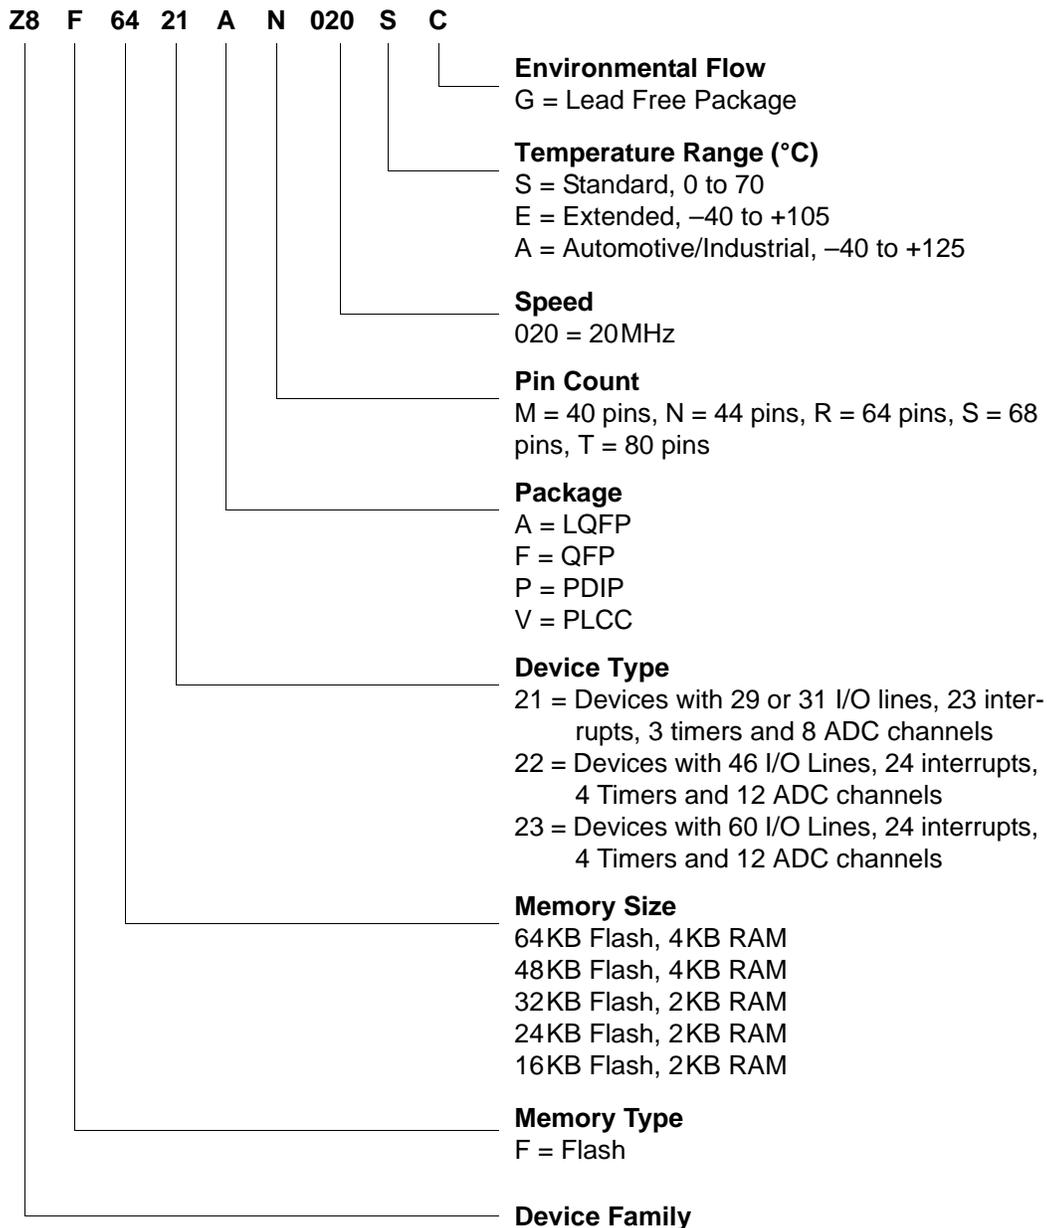 Z8 F 64 21 A N 020 S C
Environmental Flow
G = Lead Free Package
Temperature Range (°C)
S = Standard, 0 to 70
E = Extended, –40 to +105
A = Automotive/Industrial, –40 to +125
Speed
020 = 20MHz
Pin Count
M = 40 pins, N = 44 pins, R = 64 pins, S = 68
pins, T = 80 pins
Package
A = LQFP
F = QFP
P = PDIP
V = PLCC
Device Type
21 = Devices with 29 or 31 I/O lines, 23 inter-
rupts, 3 timers and 8 ADC channels
22 = Devices with 46 I/O Lines, 24 interrupts,
4 Timers and 12 ADC channels
23 = Devices with 60 I/O Lines, 24 interrupts,
4 Timers and 12 ADC channels
Memory Size
64KB Flash, 4KB RAM
48KB Flash, 4KB RAM
32KB Flash, 2KB RAM
24KB Flash, 2KB RAM
16KB Flash, 2KB RAM
Memory Type
F = Flash
Device Family